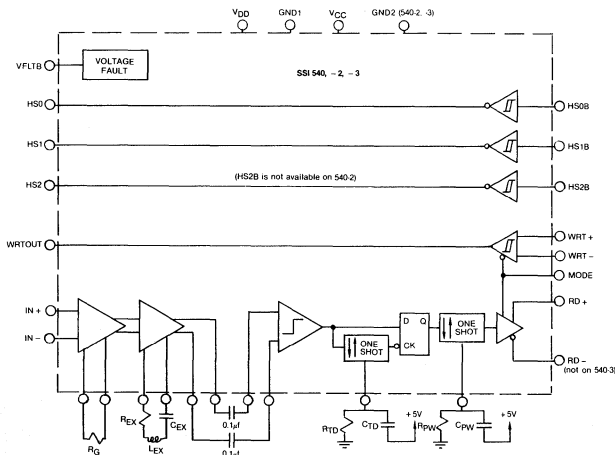 VDD GND1 VCC GND2 (540-2, -3)
VFLTB
VOLTAGE
FAULT
SSI 540, -2, -3
HS0
HS0B
HS1
HS1B
HS2
(HS2B is not available on 540-2)
HS2B
WRTOUT
WRT +
WRT -
MODE
IN +
IN -
D Q
CK
ONE
SHOT
ONE
SHOT
RD +
RD -
(not on 540-3)
RG
REX
CEX
LEX
0.1µf
0.1µf
RTD
CTD
+ 5V
RPW
CPW
+ 5V